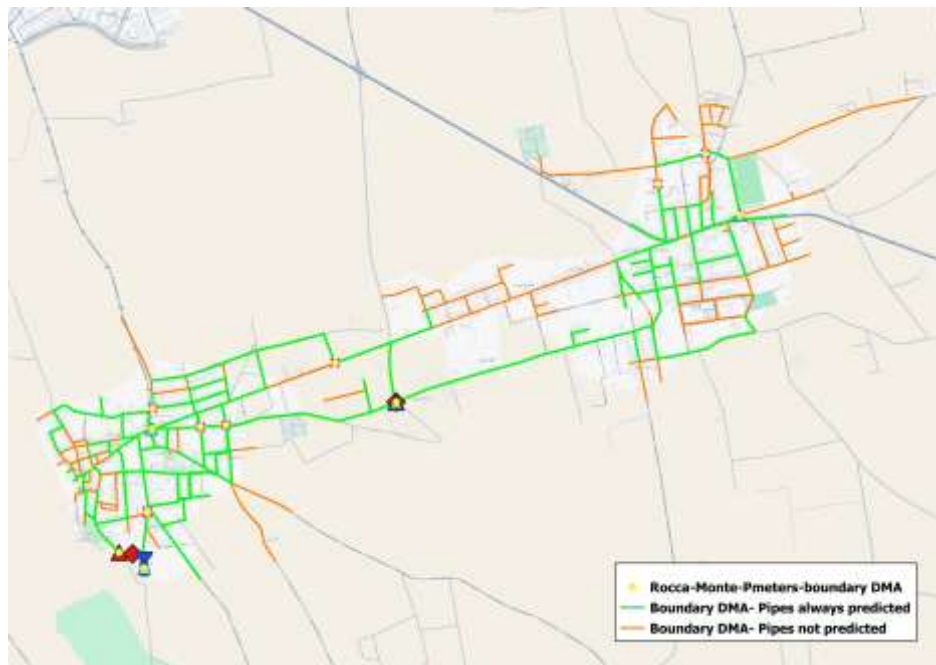 Rocca-Monte-Pmeters-boundary DMA
Boundary DMA- Pipes always predicted
Boundary DMA- Pipes not predicted